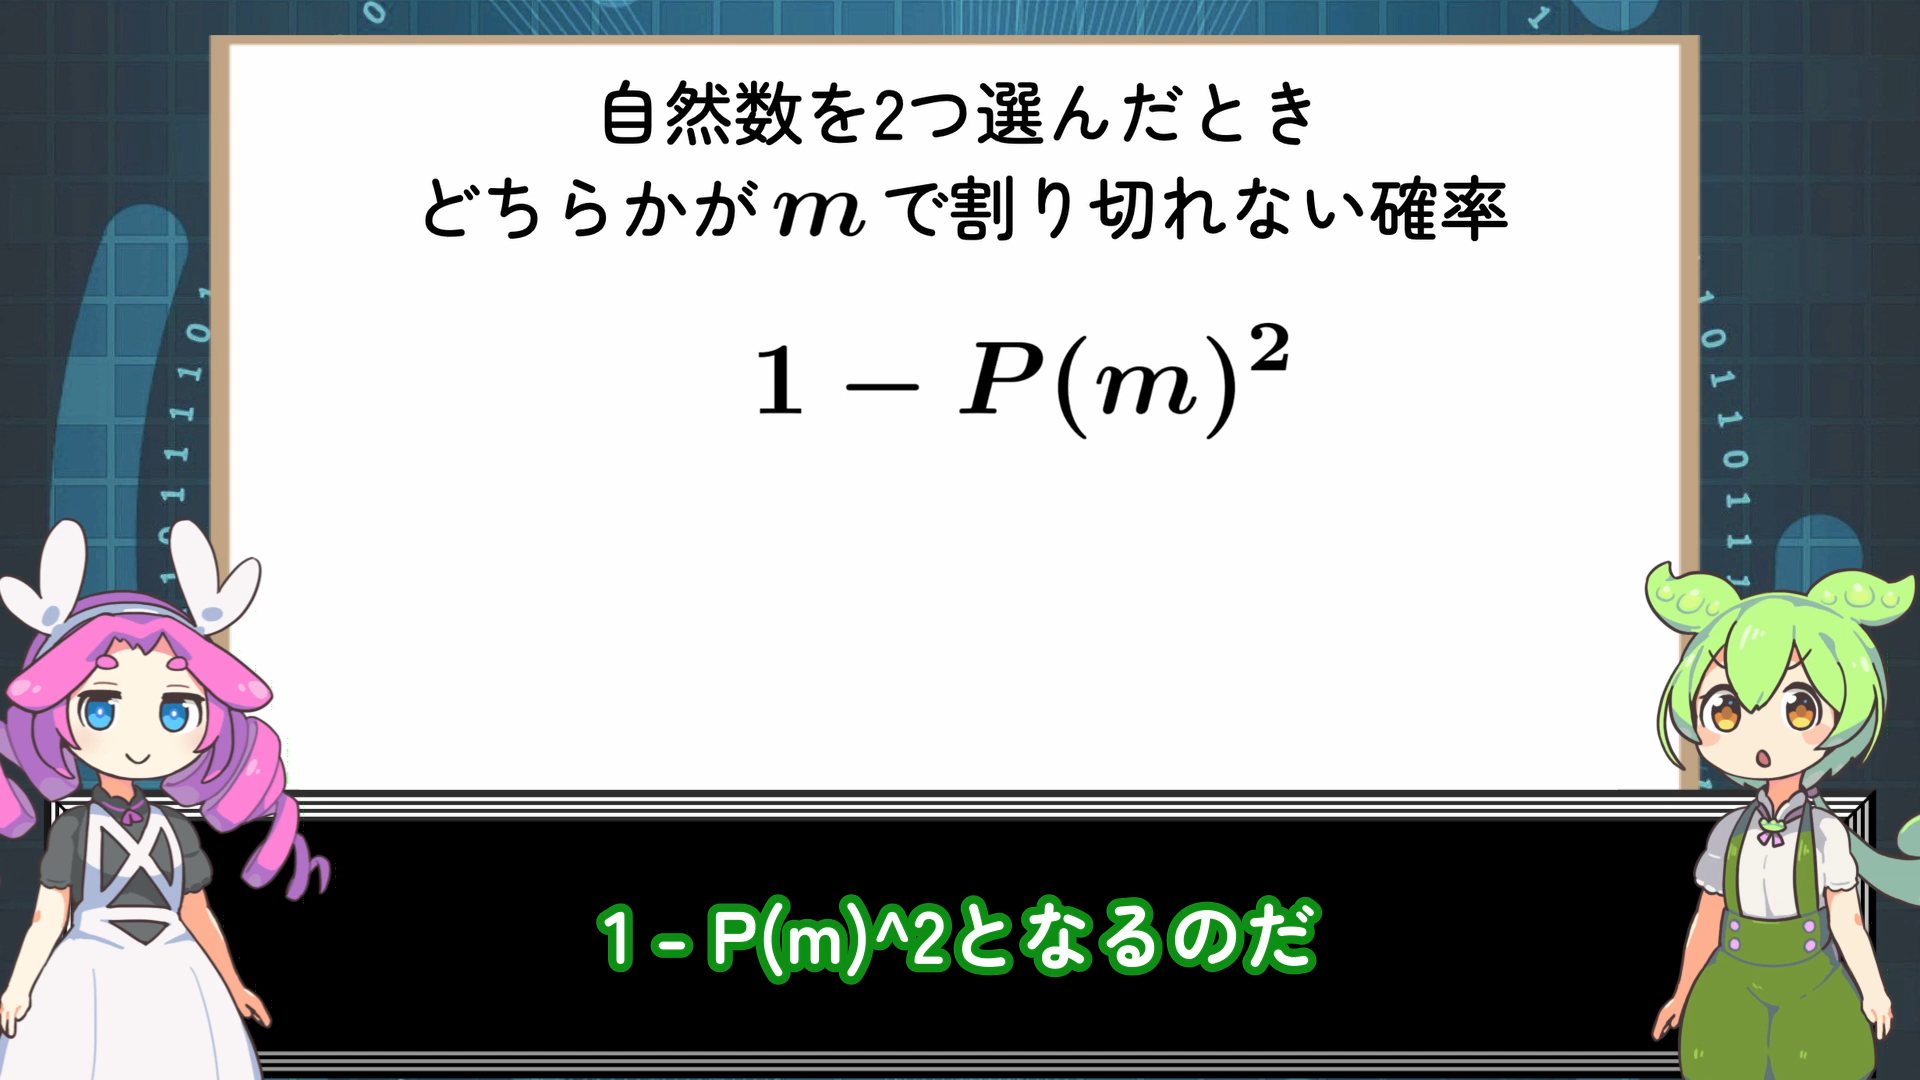 自然数を2つ選んだとき
どちらかがmで割り切れない確率
1 − P(m)²
1 - P(m)^2となるのだ